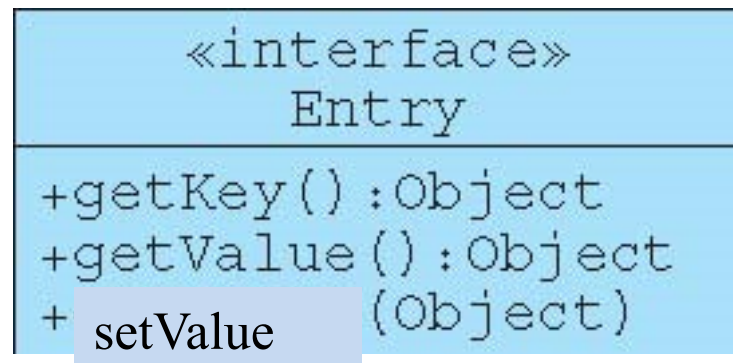 «interface»
Entry
+getKey():Object
+getValue():Object
+setValue(Object)